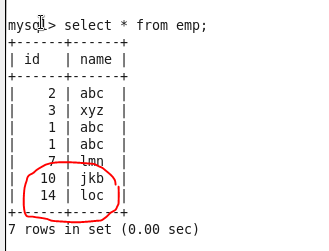 mysql> select * from emp;
+------+------+
| id   | name |
+------+------+
|    2 | abc  |
|    3 | xyz  |
|    1 | abc  |
|    1 | abc  |
|    7 | lmn  |
|   10 | jkb  |
|   14 | loc  |
+------+------+
7 rows in set (0.00 sec)